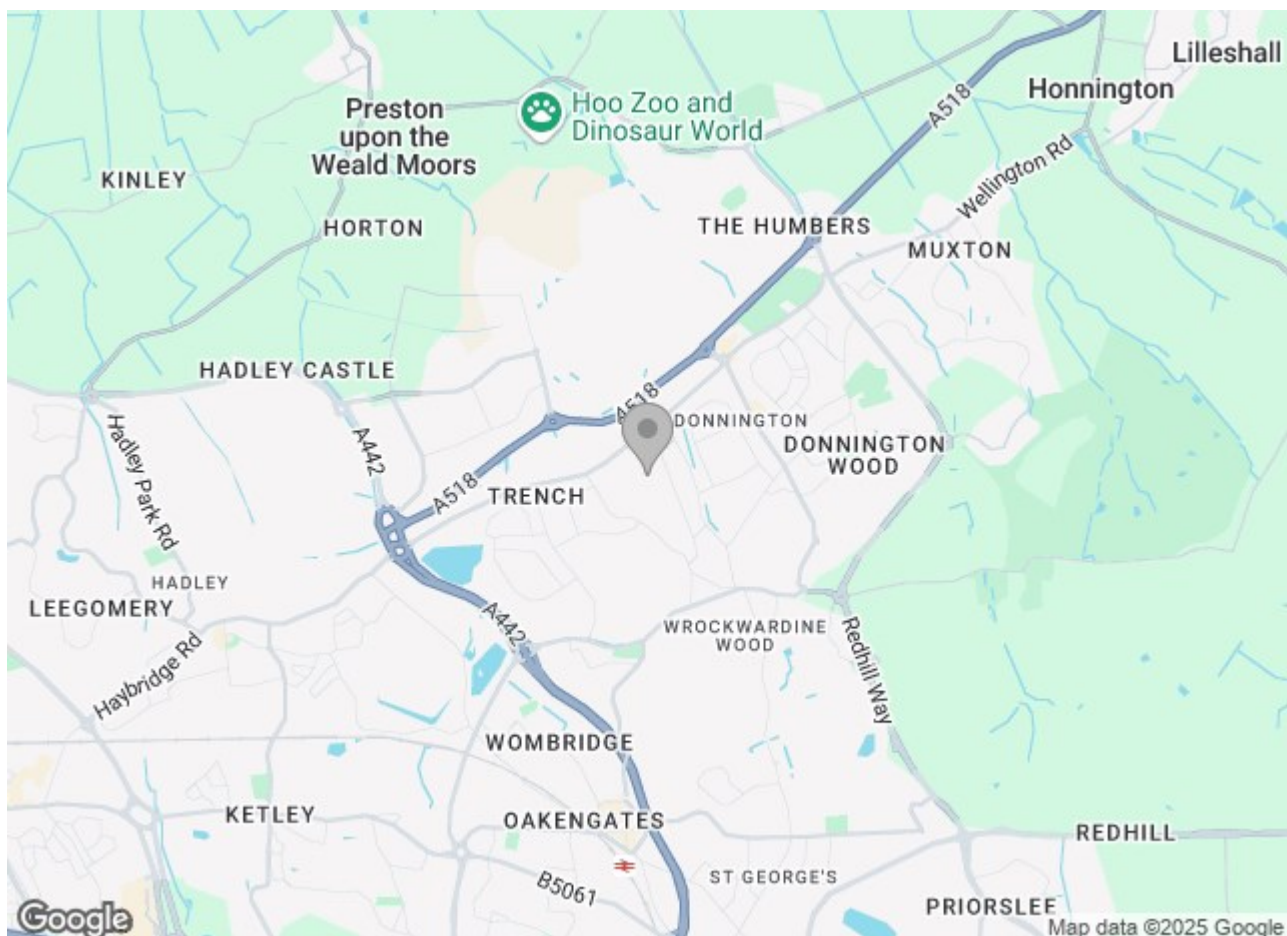 Lilleshall
Honnington
Preston
upon the
Weald Moors
Hoo Zoo and
Dinosaur World
A518
KINLEY
Wellington Rd
HORTON
THE HUMBERS
MUXTON
HADLEY CASTLE
A518
DONNINGTON
Hadley Park Rd
A442
DONNINGTON
WOOD
A518
TRENCH
HADLEY
LEEGOMERY
A442
WROCKWARDINE
WOOD
Haybridge Rd
Redhill Way
WOMBRIDGE
KETLEY
OAKENGATES
REDHILL
B5061
ST GEORGE'S
PRIORSLEE
Google
Map data ©2025 Google